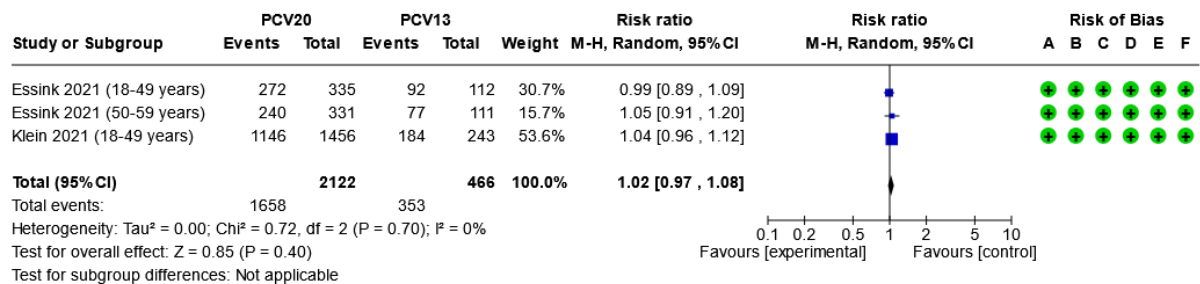 PCV20 PCV13 Risk ratio Risk ratio Risk of Bias
Study or Subgroup Events Total Events Total Weight M-H, Random, 95% CI M-H, Random, 95% CI A B C D E F
Essink 2021 (18-49 years) 272 335 92 112 30.7% 0.99 [0.89 , 1.09] + + + + + +
Essink 2021 (50-59 years) 240 331 77 111 15.7% 1.05 [0.91 , 1.20] + + + + + +
Klein 2021 (18-49 years) 1146 1456 184 243 53.6% 1.04 [0.96 , 1.12] + + + + + +
Total (95% CI) 2122 466 100.0% 1.02 [0.97 , 1.08]
Total events: 1658 353
Heterogeneity: Tau² = 0.00; Chi² = 0.72, df = 2 (P = 0.70); I² = 0%
0.1 0.2 0.5 1 2 5 10
Test for overall effect: Z = 0.85 (P = 0.40) Favours [experimental] Favours [control]
Test for subgroup differences: Not applicable